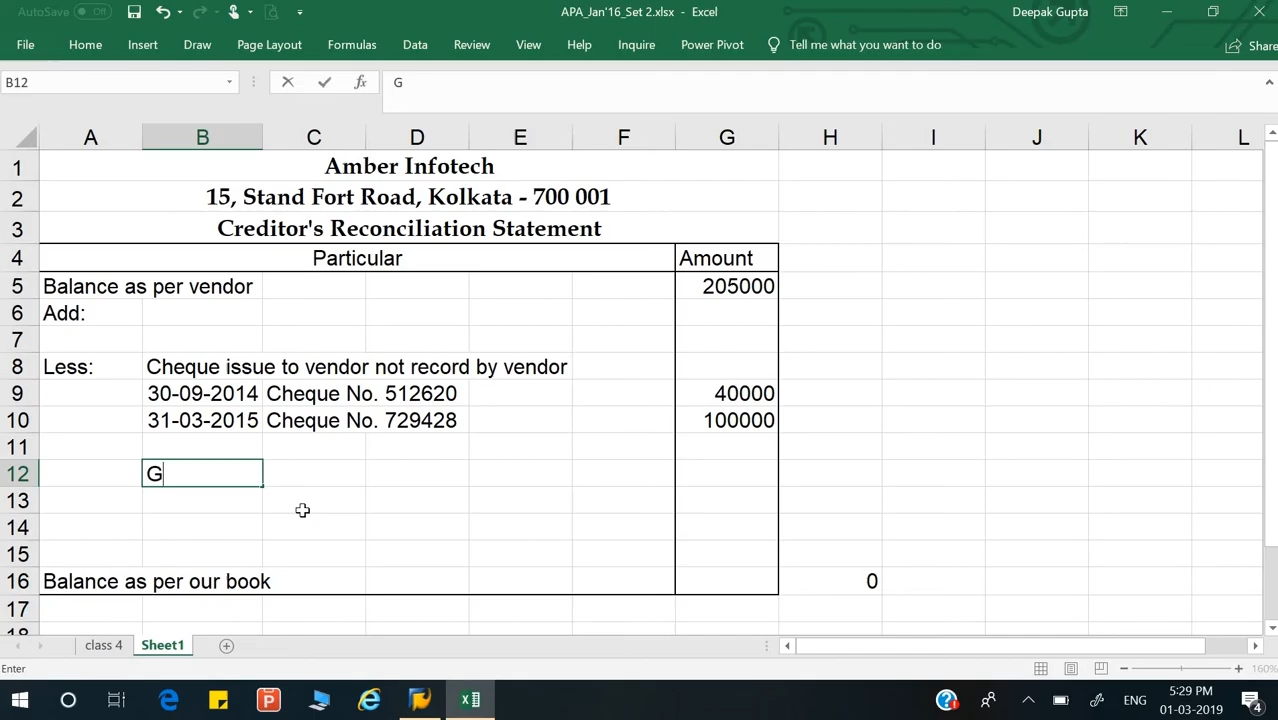 AutoSave Off APA_Jan'16_Set 2.xlsx - Excel Deepak Gupta
File Home Insert Draw Page Layout Formulas Data Review View Help Inquire Power Pivot Tell me what you want to do Share
B12 fx G
A B C D E F G H I J K L
1 Amber Infotech
2 15, Stand Fort Road, Kolkata - 700 001
3 Creditor's Reconciliation Statement
4 Particular Amount
5 Balance as per vendor 205000
6 Add:
7
8 Less: Cheque issue to vendor not record by vendor
9 30-09-2014 Cheque No. 512620 40000
10 31-03-2015 Cheque No. 729428 100000
11
12 G
13
14
15
16 Balance as per our book 0
17
18
class 4 Sheet1
Enter 160%
ENG 5:29 PM
01-03-2019 4